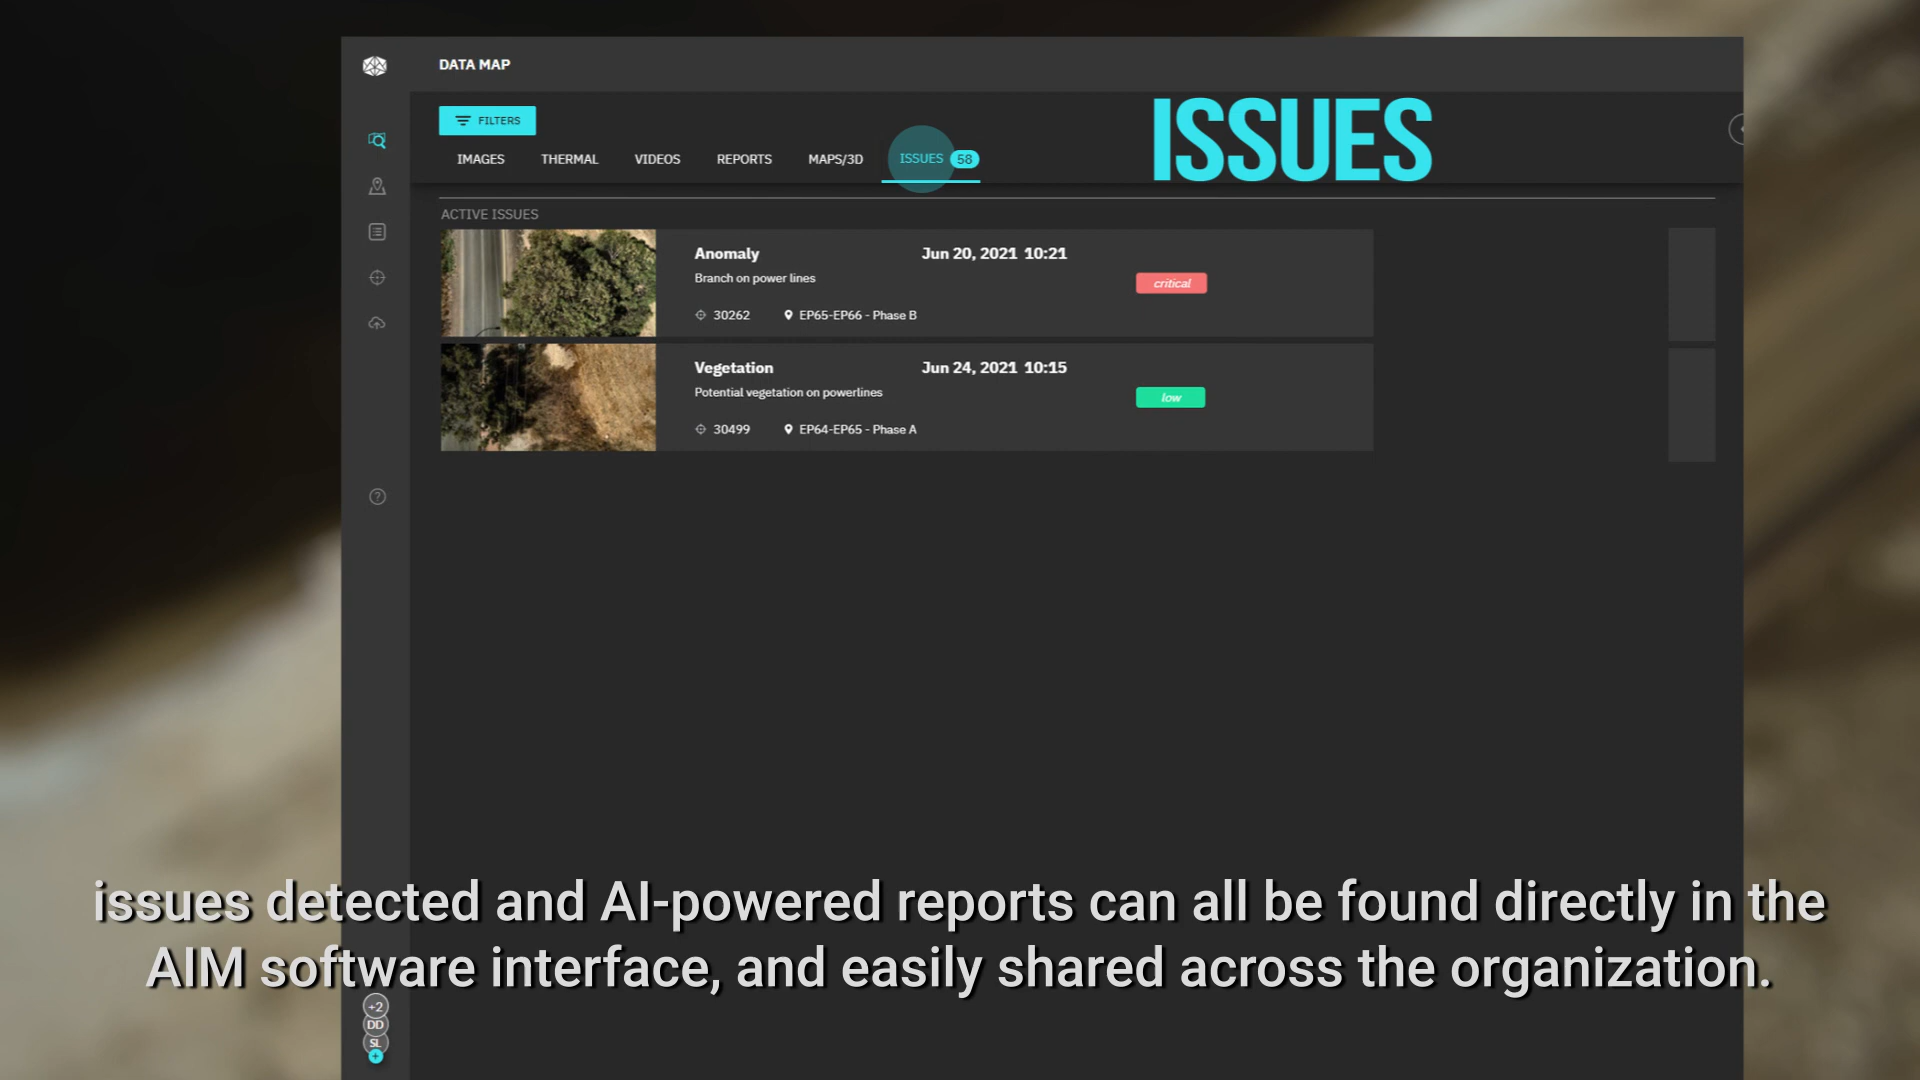 DATA MAP
FILTERS
ISSUES
IMAGES THERMAL VIDEOS REPORTS MAPS/3D ISSUES 58
ACTIVE ISSUES
Anomaly Jun 20, 2021 10:21
Branch on power lines
critical
30262 EP65-EP66 - Phase B
Vegetation Jun 24, 2021 10:15
Potential vegetation on powerlines
low
30499 EP64-EP65 - Phase A
?
issues detected and AI-powered reports can all be found directly in the
AIM software interface, and easily shared across the organization.
+2
DD
SL
+